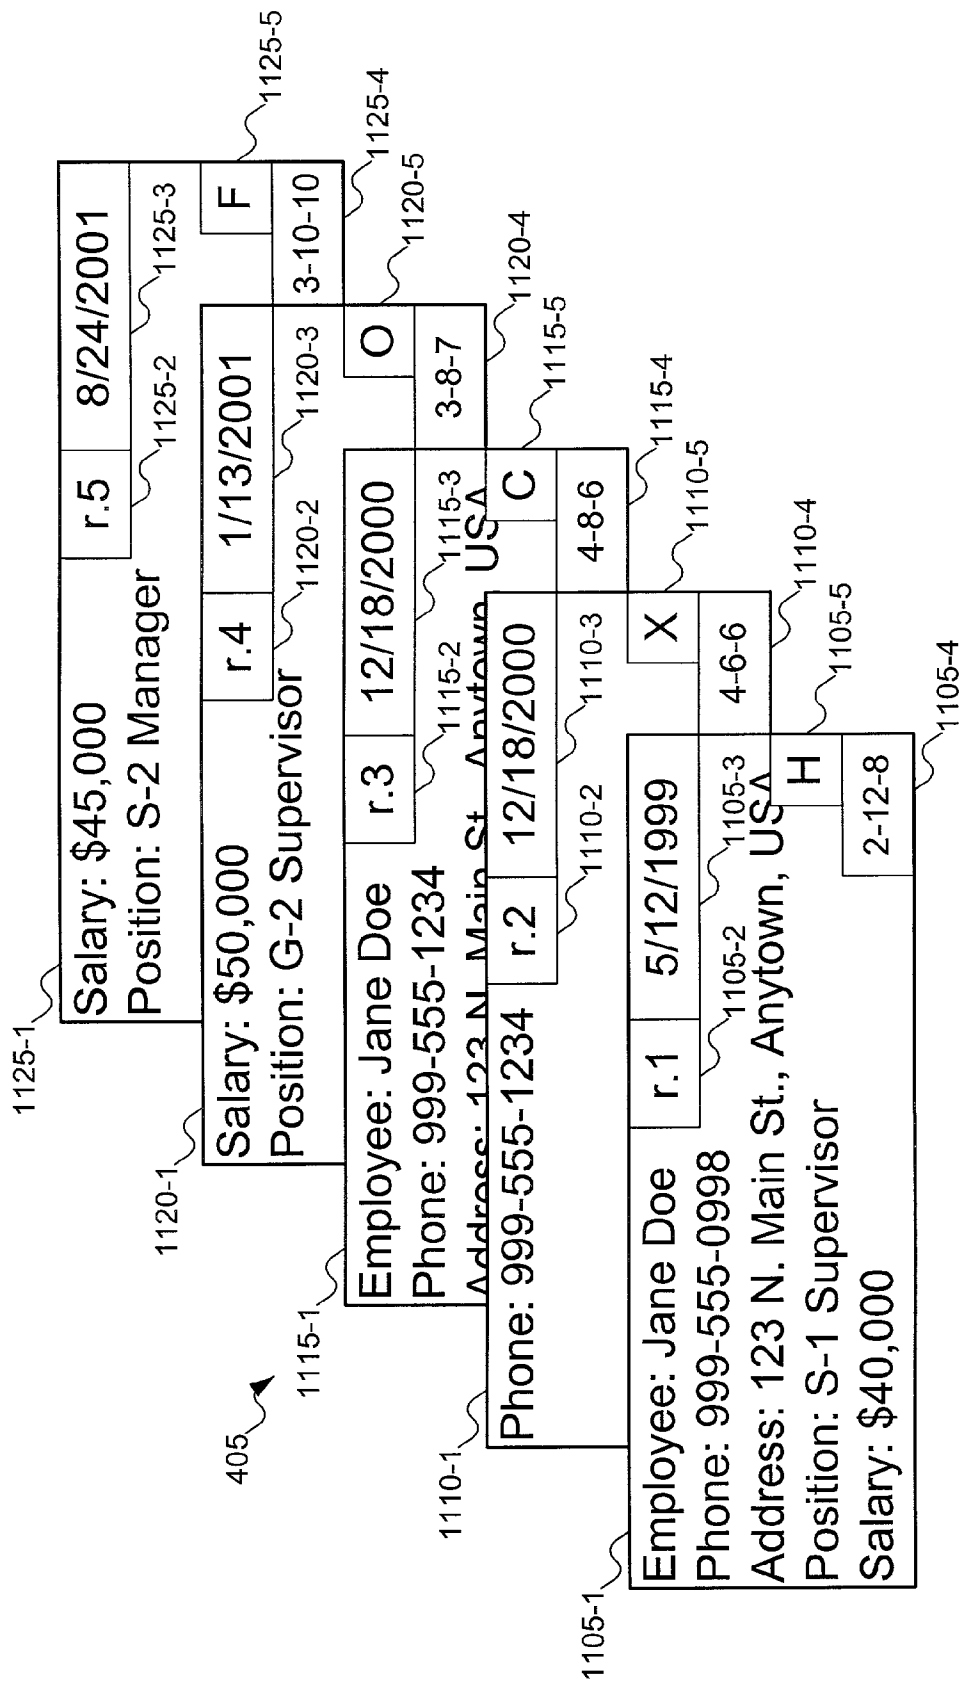 1125-1
Salary: $45,000
r.5
8/24/2001
Position: S-2 Manager
1125-2
1125-3
F
1125-5
3-10-10
1125-4
1120-1
Salary: $50,000
r.4
1/13/2001
Position: G-2 Supervisor
1120-2
1120-3
O
1120-5
3-8-7
1120-4
405
1115-1
Employee: Jane Doe
r.3
12/18/2000
Phone: 999-555-1234
1115-2
1115-3
Address: 123 N. Main St., Anytown, USA
C
1115-5
4-8-6
1115-4
1110-1
Phone: 999-555-1234
r.2
12/18/2000
1110-2
1110-3
X
1110-5
4-6-6
1110-4
1105-1
Employee: Jane Doe
r.1
5/12/1999
Phone: 999-555-0998
1105-2
1105-3
Address: 123 N. Main St., Anytown, USA
H
1105-5
Position: S-1 Supervisor
2-12-8
1105-4
Salary: $40,000